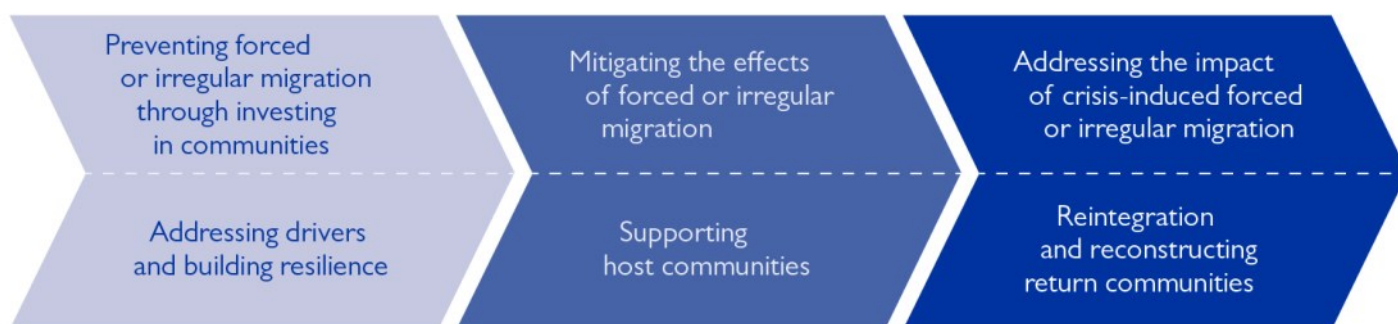 Preventing forced
or irregular migration
through investing
in communities
Addressing drivers
and building resilience
Mitigating the effects
of forced or irregular
migration
Supporting
host communities
Addressing the impact
of crisis-induced forced
or irregular migration
Reintegration
and reconstructing
return communities